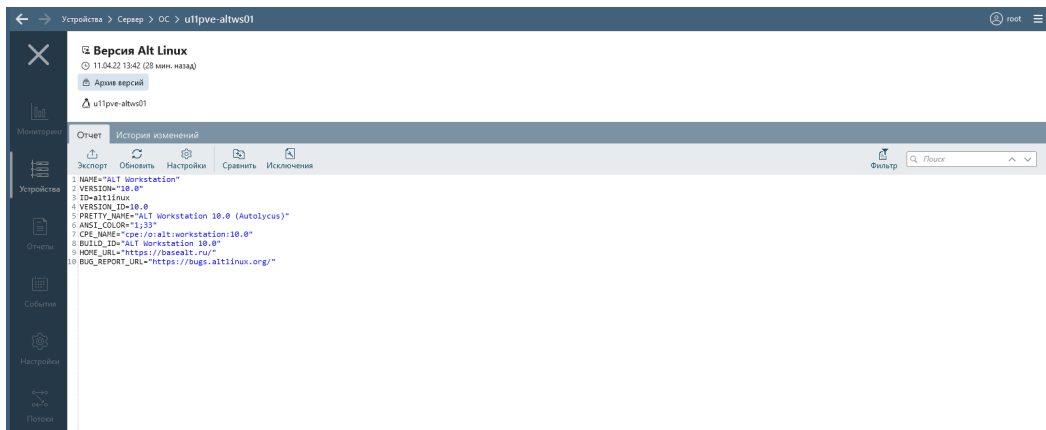 Устройства > Сервер > ОС > u11pve-altws01
root
Версия Alt Linux
11.04.22 13:42 (28 мин. назад)
Архив версий
u11pve-altws01
Мониторинг
Устройства
Отчеты
События
Настройки
Потоки
Отчет История изменений
Экспорт Обновить Настройки Сравнить Исключения Фильтр Поиск
1 NAME="ALT Workstation"
2 VERSION="10.0"
3 ID=altlinux
4 VERSION_ID=10.0
5 PRETTY_NAME="ALT Workstation 10.0 (Autolycus)"
6 ANSI_COLOR="1;33"
7 CPE_NAME="cpe:/o:alt:workstation:10.0"
8 BUILD_ID="ALT Workstation 10.0"
9 HOME_URL="https://basealt.ru/"
10 BUG_REPORT_URL="https://bugs.altlinux.org/"